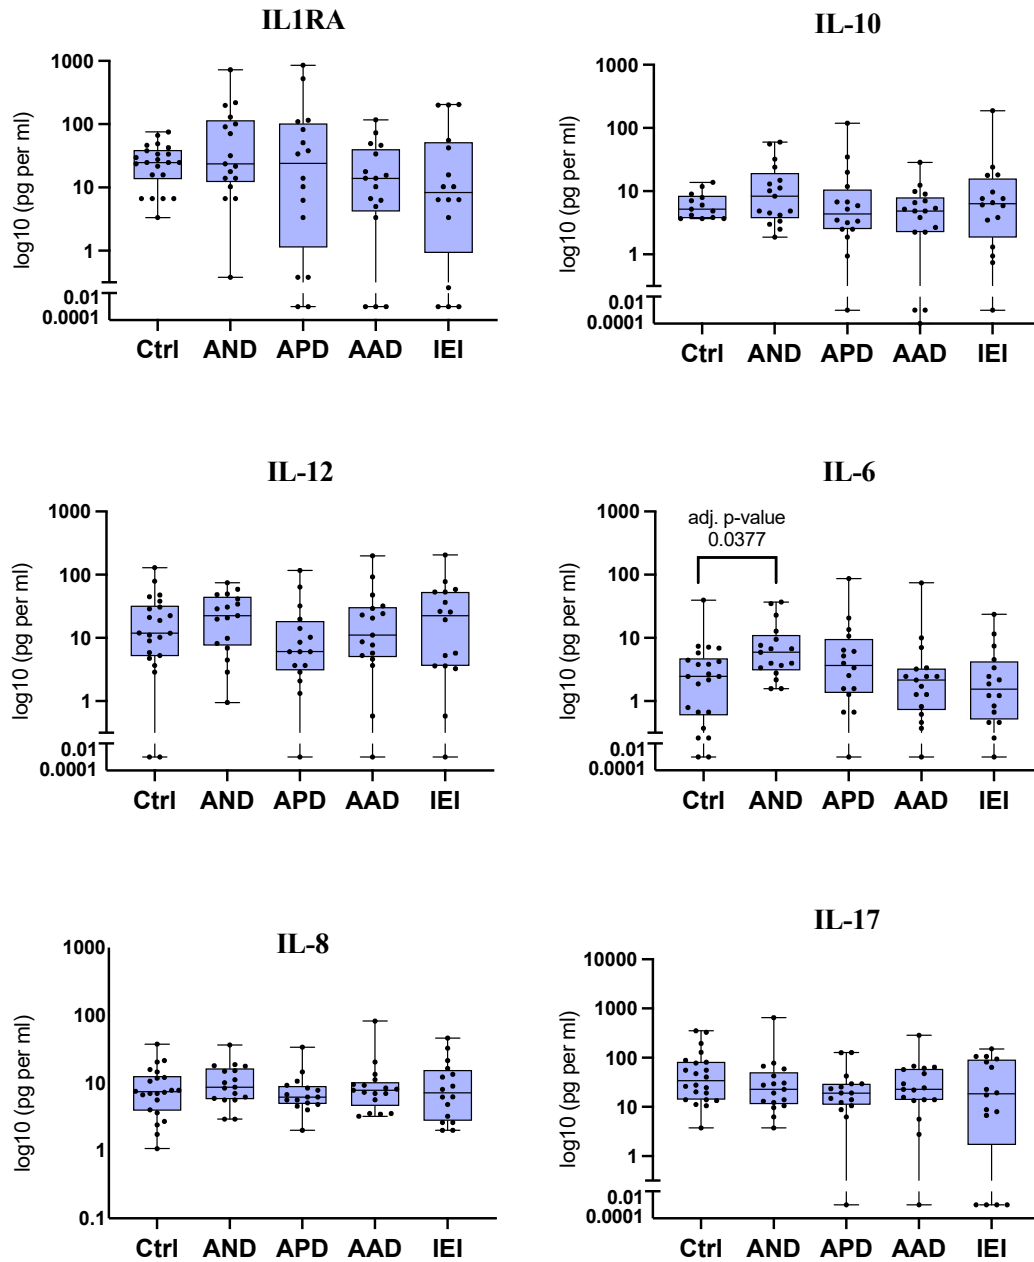 IL1RA
log10 (pg per ml)
1000
100
10
1
0.01
0.0001
Ctrl AND APD AAD IEI
IL-10
log10 (pg per ml)
1000
100
10
1
0.01
0.0001
Ctrl AND APD AAD IEI
IL-12
log10 (pg per ml)
1000
100
10
1
0.01
0.0001
Ctrl AND APD AAD IEI
IL-6
log10 (pg per ml)
1000
100
10
1
0.01
0.0001
adj. p-value
0.0377
Ctrl AND APD AAD IEI
IL-8
log10 (pg per ml)
1000
100
10
1
0.1
Ctrl AND APD AAD IEI
IL-17
log10 (pg per ml)
10000
1000
100
10
1
0.01
0.0001
Ctrl AND APD AAD IEI